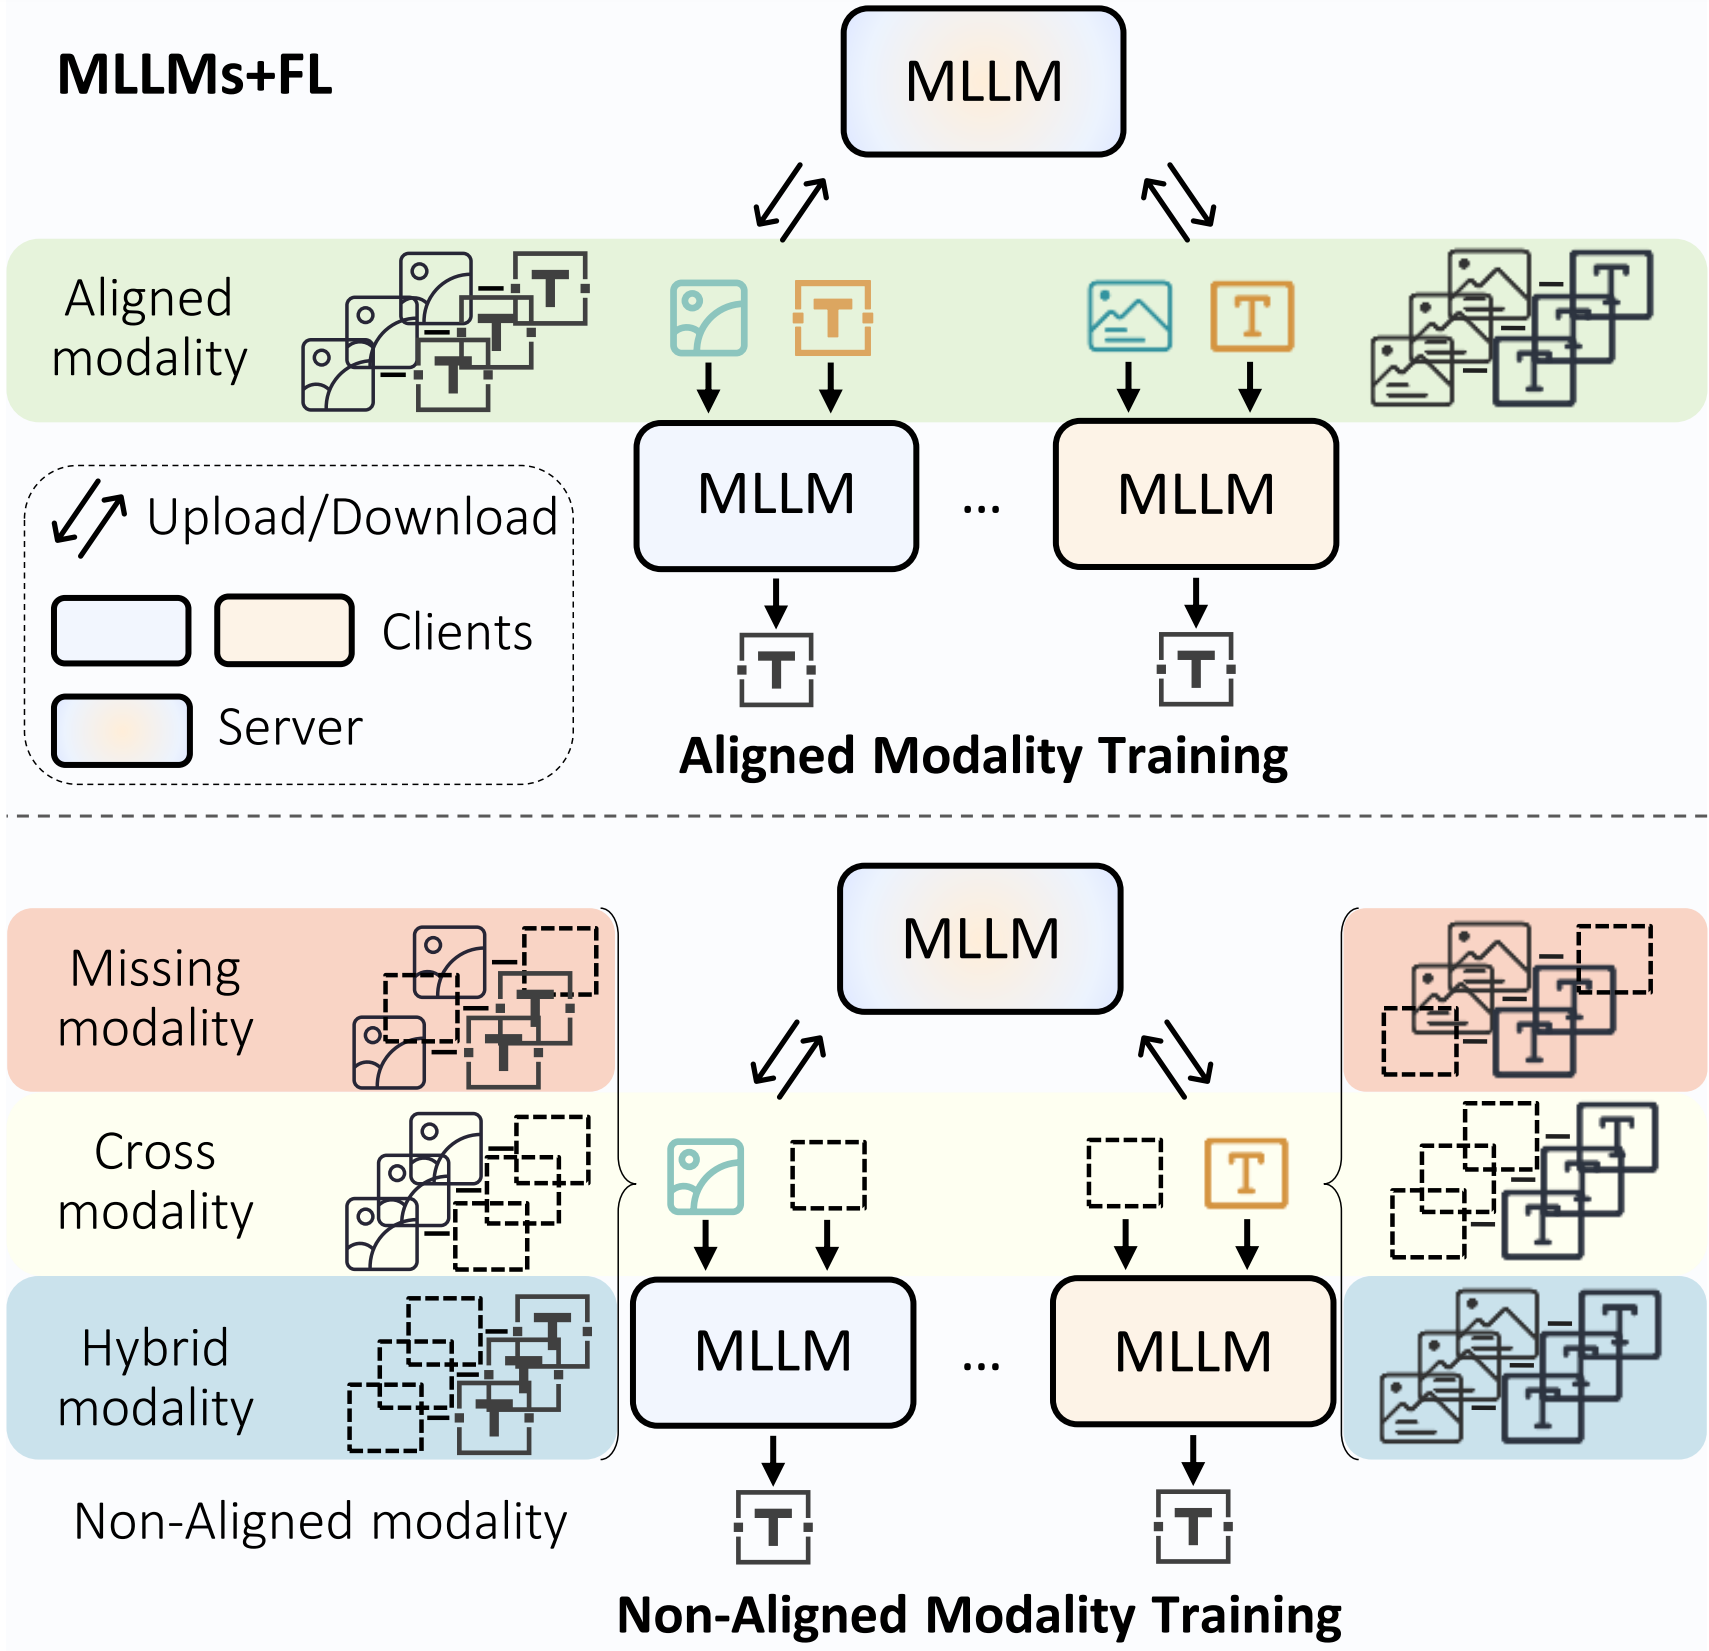 MLLMs+FL
MLLM
Aligned
modality
MLLM
...
MLLM
Upload/Download
Clients
Server
Aligned Modality Training
MLLM
Missing
modality
Cross
modality
Hybrid
modality
MLLM
...
MLLM
Non-Aligned modality
Non-Aligned Modality Training